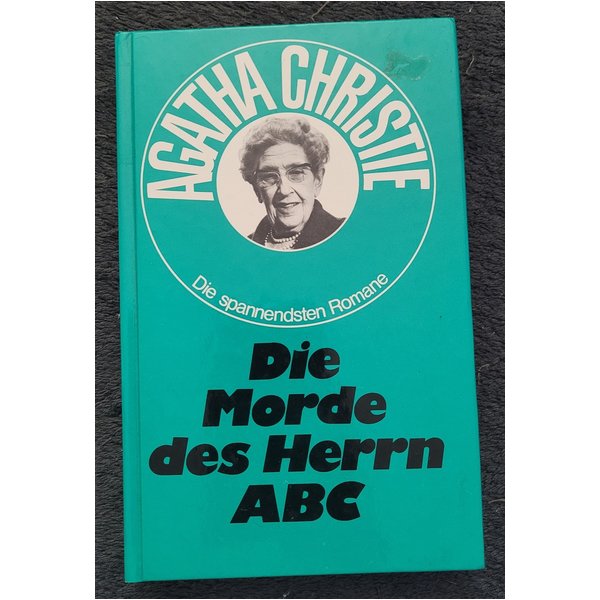 AGATHA CHRISTIE
Die spannendsten Romane
Die
Morde
des Herrn
ABC